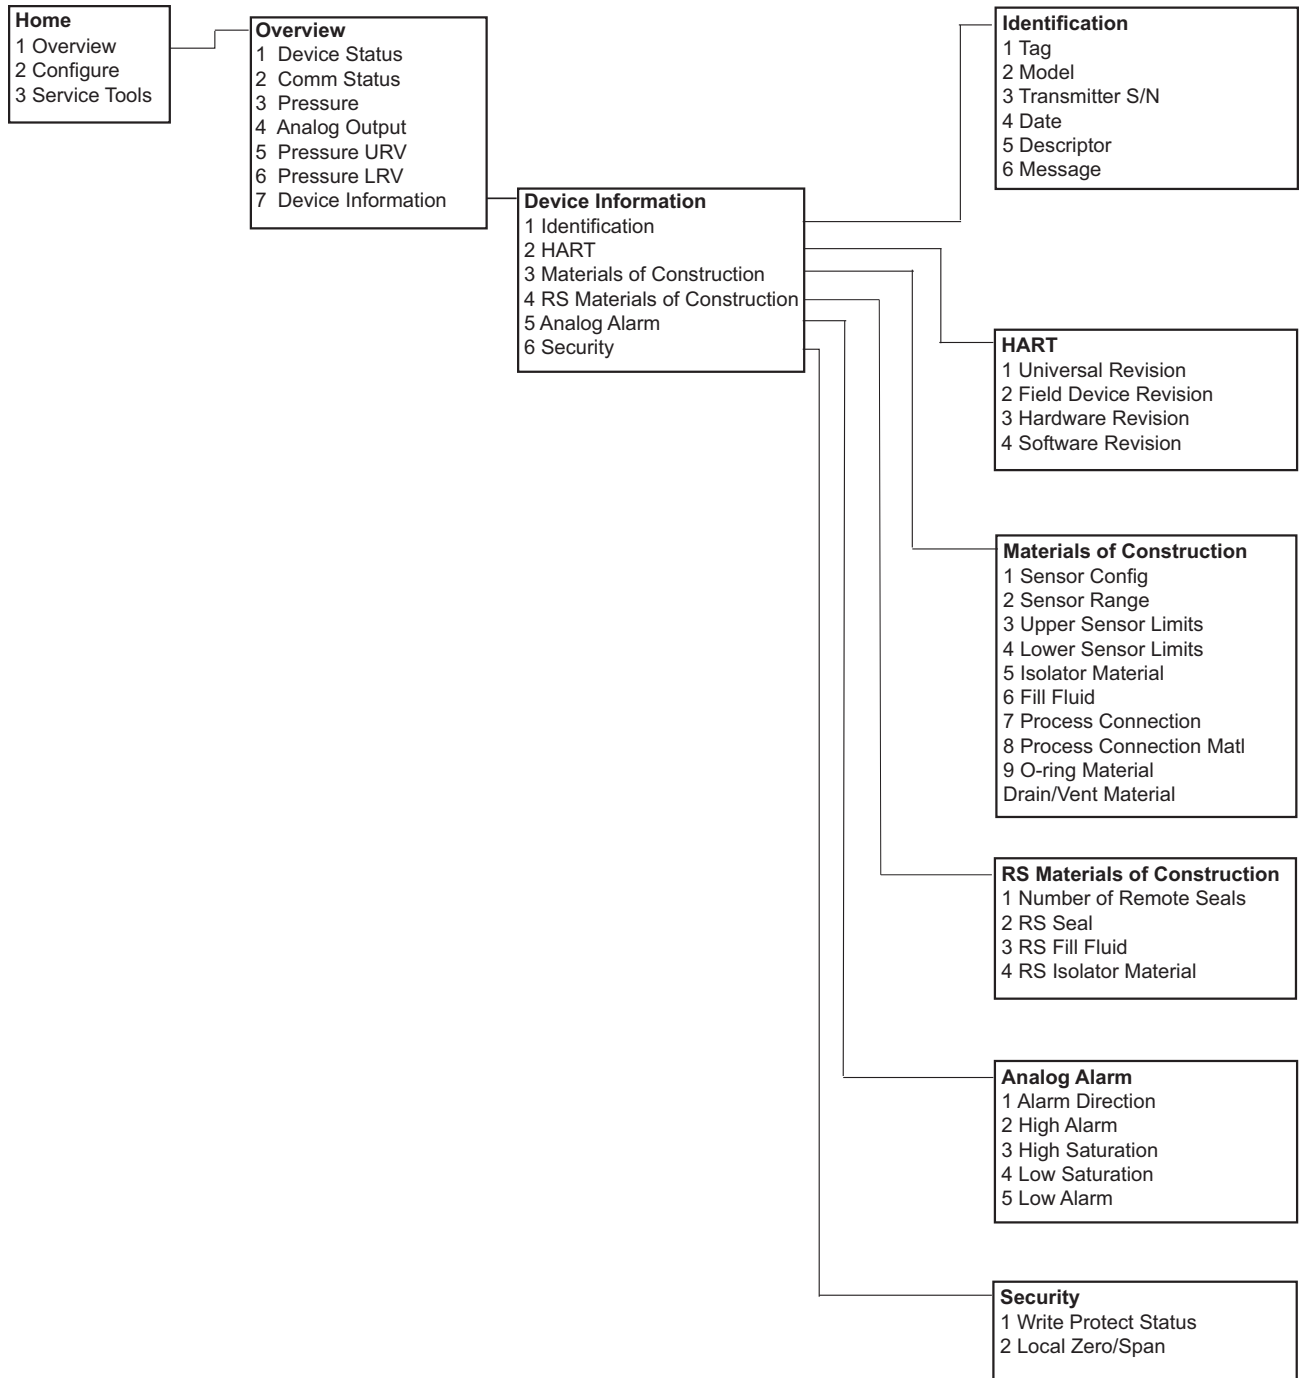 Home
1 Overview
2 Configure
3 Service Tools
Overview
1 Device Status
2 Comm Status
3 Pressure
4 Analog Output
5 Pressure URV
6 Pressure LRV
7 Device Information
Device Information
1 Identification
2 HART
3 Materials of Construction
4 RS Materials of Construction
5 Analog Alarm
6 Security
Identification
1 Tag
2 Model
3 Transmitter S/N
4 Date
5 Descriptor
6 Message
HART
1 Universal Revision
2 Field Device Revision
3 Hardware Revision
4 Software Revision
Materials of Construction
1 Sensor Config
2 Sensor Range
3 Upper Sensor Limits
4 Lower Sensor Limits
5 Isolator Material
6 Fill Fluid
7 Process Connection
8 Process Connection Matl
9 O-ring Material
Drain/Vent Material
RS Materials of Construction
1 Number of Remote Seals
2 RS Seal
3 RS Fill Fluid
4 RS Isolator Material
Analog Alarm
1 Alarm Direction
2 High Alarm
3 High Saturation
4 Low Saturation
5 Low Alarm
Security
1 Write Protect Status
2 Local Zero/Span